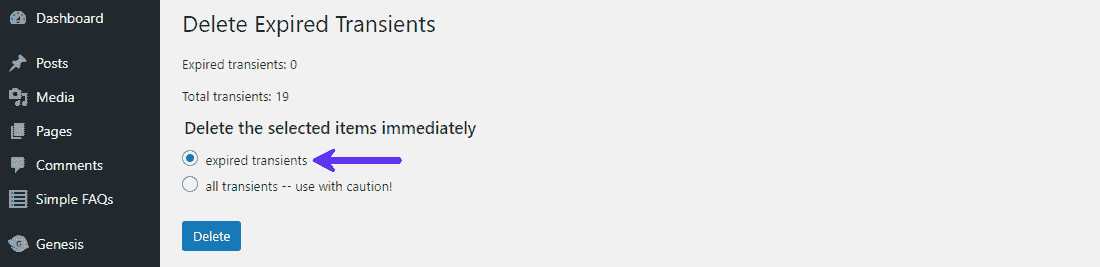 Dashboard
Posts
Media
Pages
Comments
Simple FAQs
Genesis
Delete Expired Transients
Expired transients: 0
Total transients: 19
Delete the selected items immediately
expired transients
all transients -- use with caution!
Delete